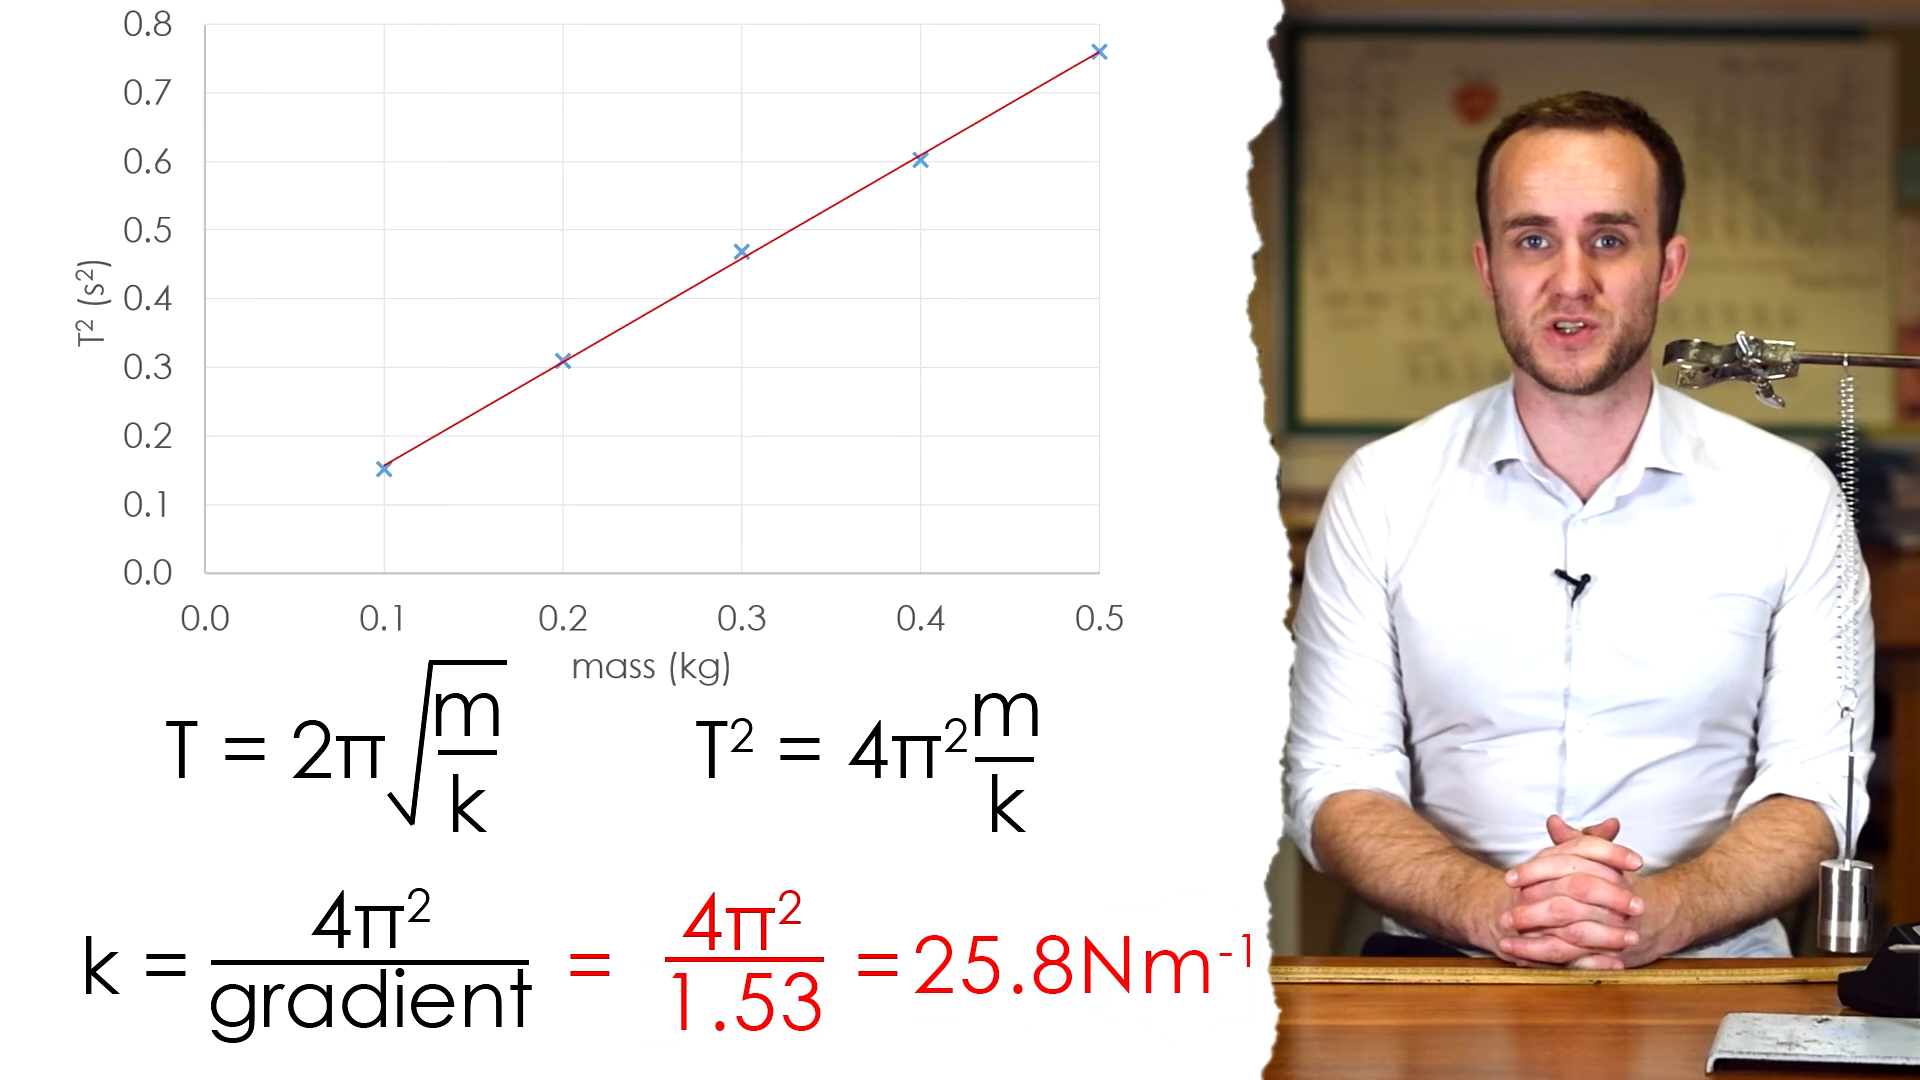 0.8
0.7
0.6
0.5
0.4
0.3
0.2
0.1
0.0
T² (s²)
0.0 0.1 0.2 0.3 0.4 0.5
mass (kg)
T = 2π√(m/k)
T² = 4π² m/k
k = 4π²/gradient = 4π²/1.53 = 25.8Nm⁻¹